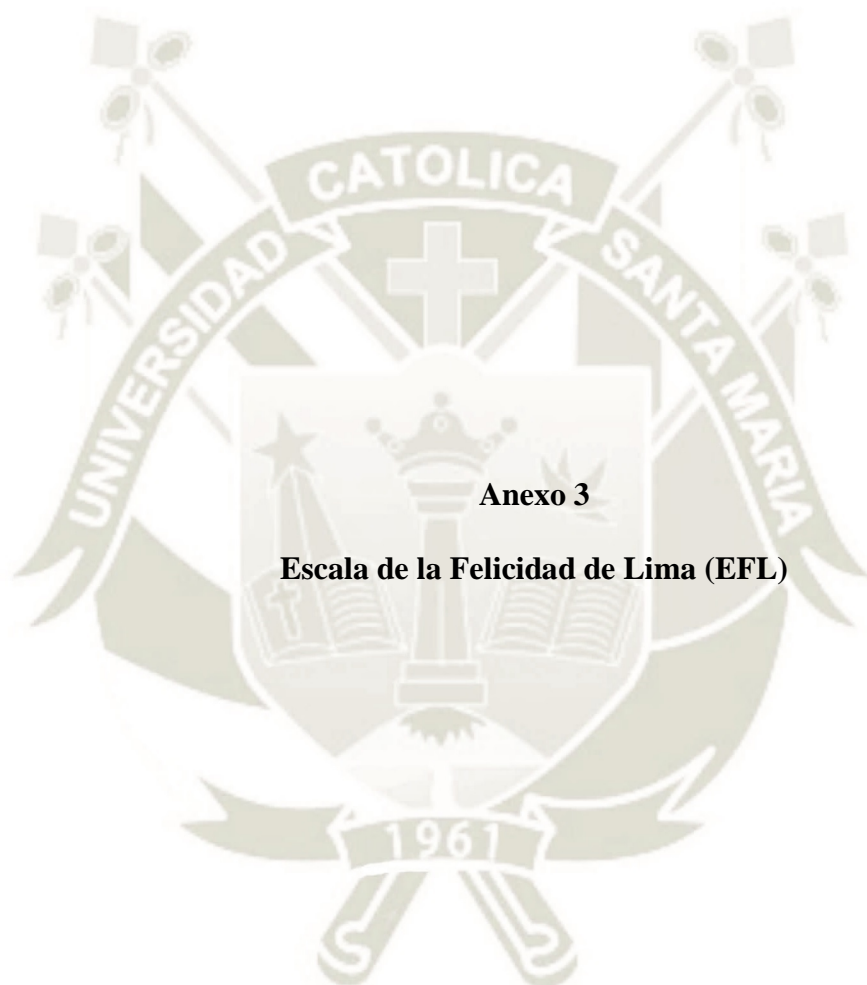 CATOLICA
UNIVERSIDAD
SANTA MARIA
Anexo 3
Escala de la Felicidad de Lima (EFL)
1961